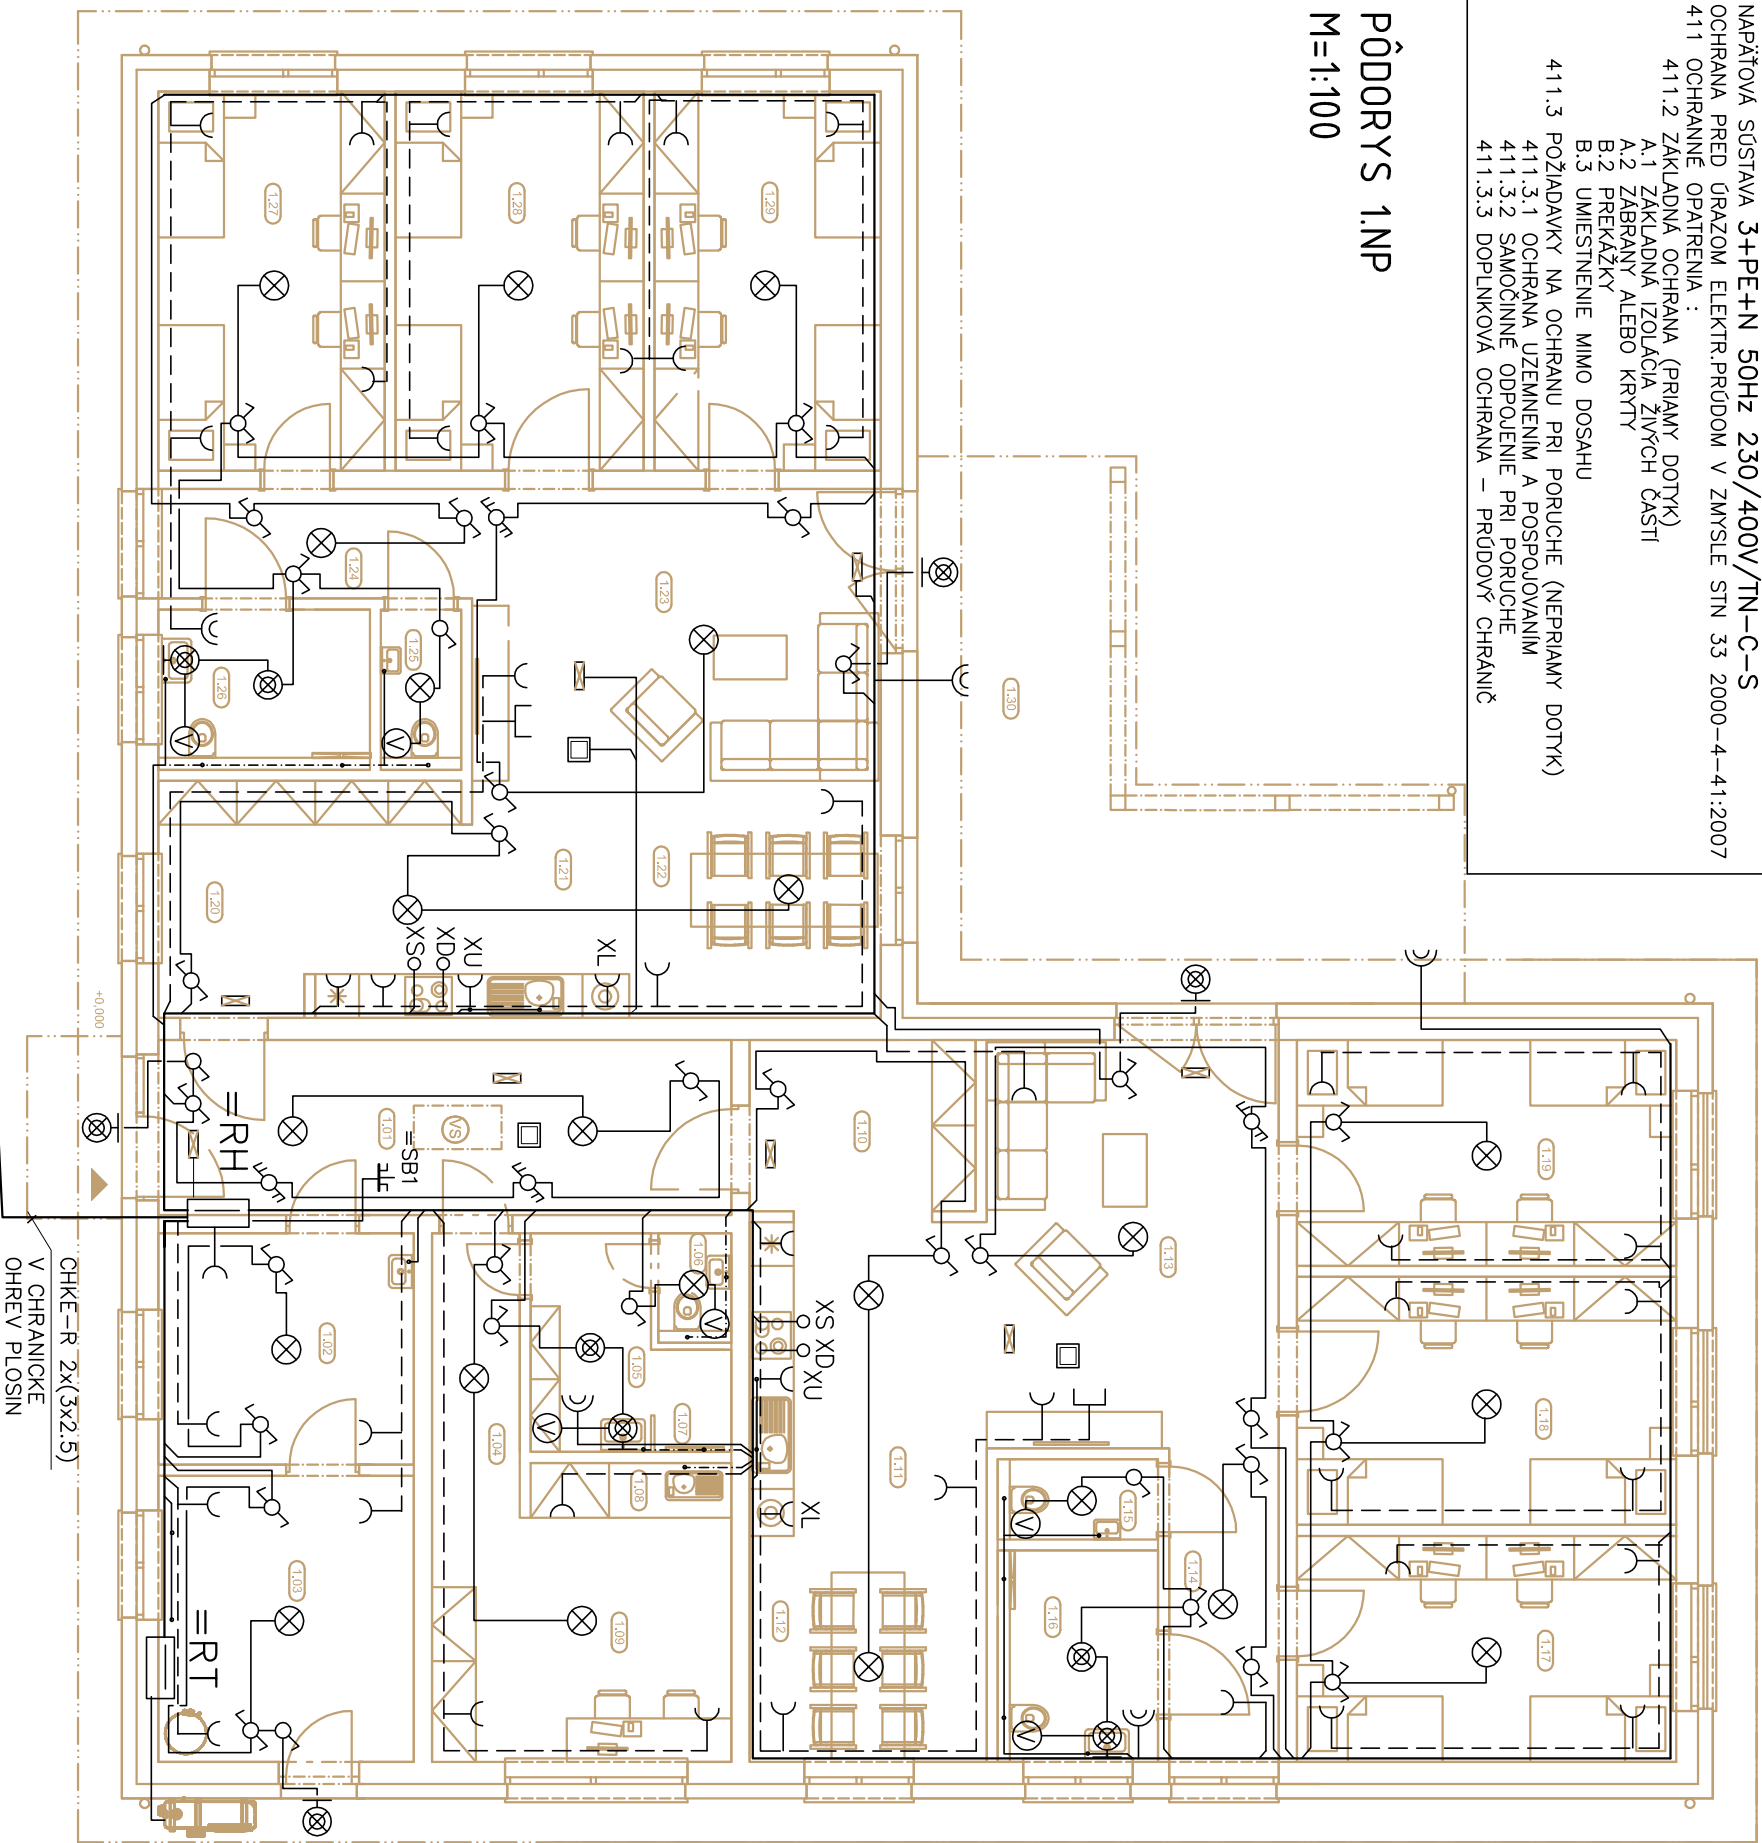 NAPÄŤOVÁ SÚSTAVA 3+PE+N 50Hz 230/400V/TN-C-S
OCHRANA PRED ÚRAZOM ELEKTR.PRÚDOM V ZMYSLE STN 33 2000-4-41:2007
411 OCHRANNÉ OPATRENIA :
411.2 ZÁKLADNÁ OCHRANA (PRIAMY DOTYK)
A.1 ZÁKLADNÁ IZOLÁCIA ŽIVÝCH ČASTÍ
A.2 ZÁBRANY ALEBO KRYTY
B.2 PREKÁŽKY
B.3 UMIESTNENIE MIMO DOSAHU
411.3 POŽIADAVKY NA OCHRANU PRI PORUCHE (NEPRIAMY DOTYK)
411.3.1 OCHRANA UZEMNENÍM A POSPOJOVANÍM
411.3.2 SAMOČINNÉ ODPOJENIE PRI PORUCHE
411.3.3 DOPLNKOVÁ OCHRANA - PRÚDOVÝ CHRÁNIČ
PÔDORYS 1.NP
M=1:100
1.29
1.28
1.27
1.30
1.23
1.24
1.25
1.26
1.22
1.21
1.20
XL
XU
XD
XS
+0,000
1.19
1.18
1.17
1.13
1.10
1.11
1.12
1.14
1.15
1.16
XS XD XU
XL
VS
1.01
=SB1
=RH
1.02
1.03
=RT
1.04
1.05
1.06
1.07
1.08
1.09
V
V
V
V
V
V
CHKE-R 2x(3x2.5)
V CHRANICKE
OHREV PLOSIN